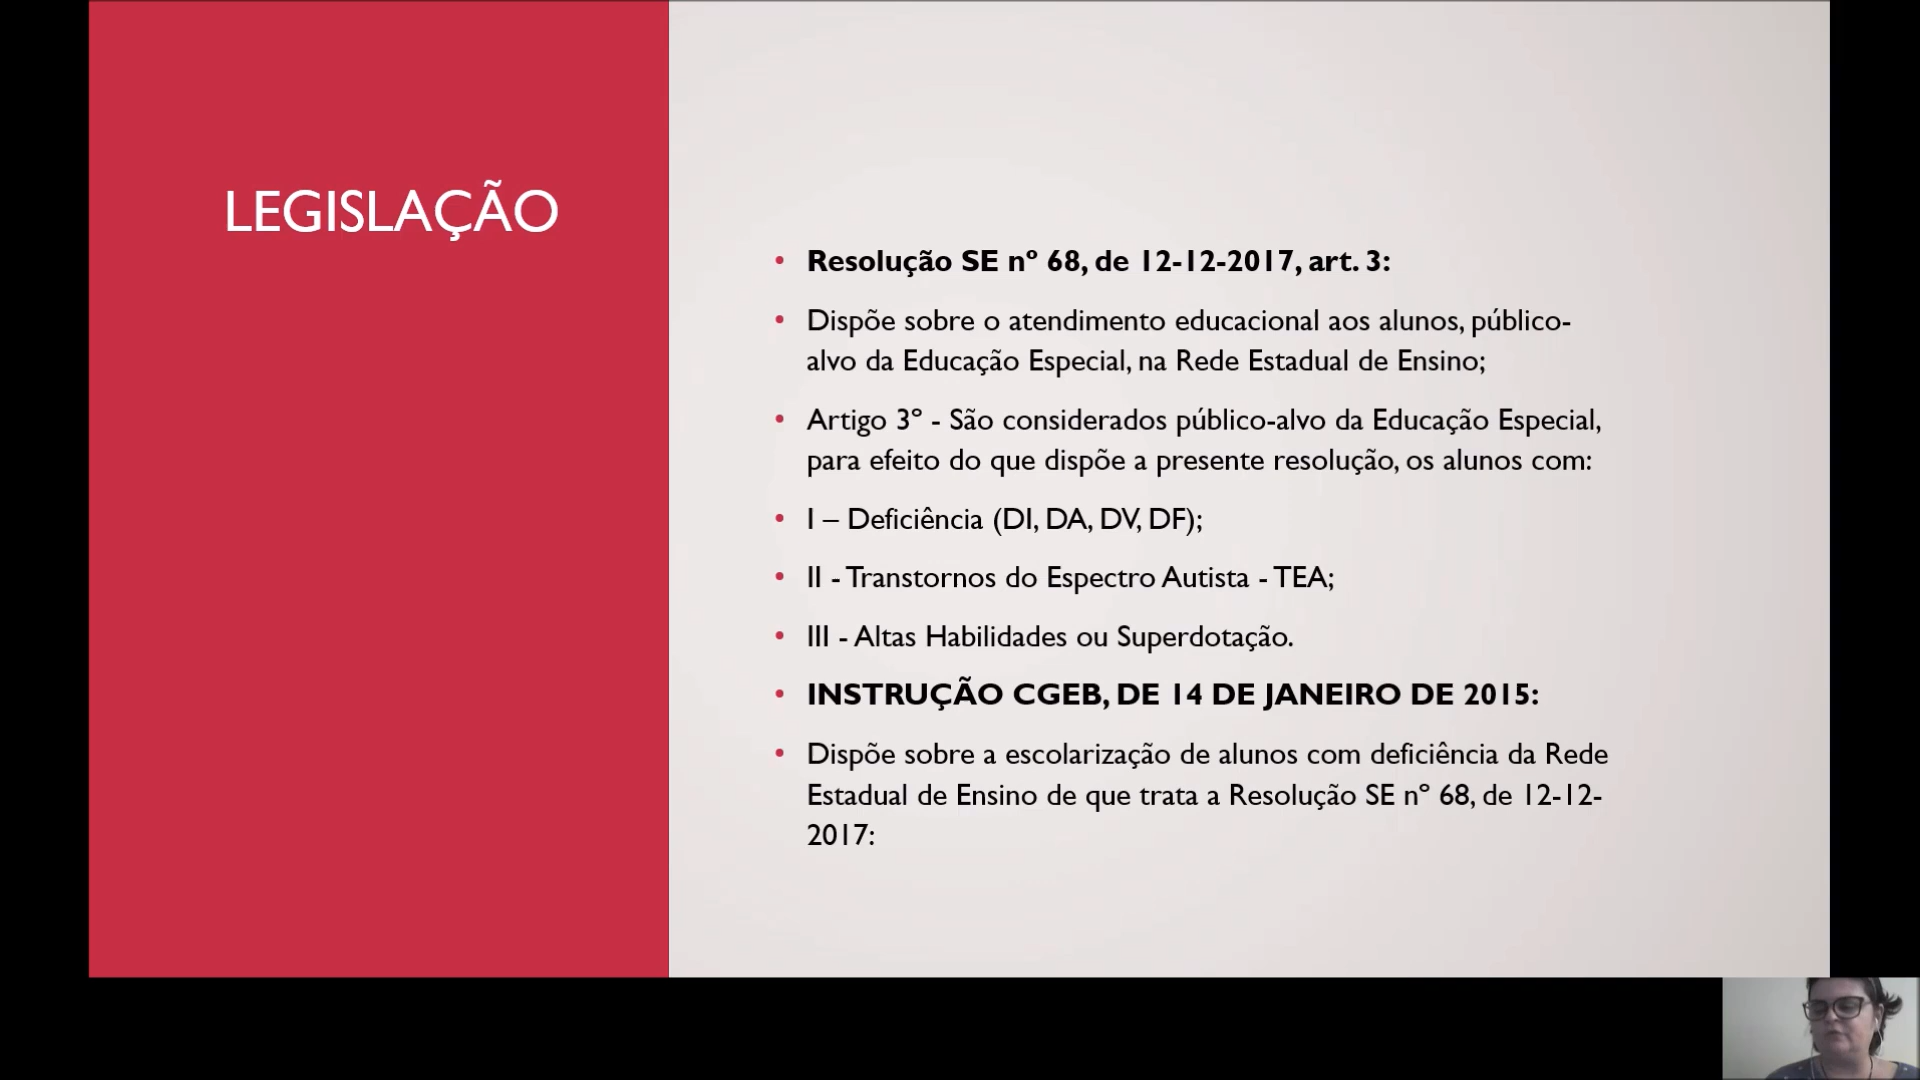 LEGISLAÇÃO
• Resolução SE nº 68, de 12-12-2017, art. 3:
• Dispõe sobre o atendimento educacional aos alunos, público-
alvo da Educação Especial, na Rede Estadual de Ensino;
• Artigo 3º - São considerados público-alvo da Educação Especial,
para efeito do que dispõe a presente resolução, os alunos com:
• I – Deficiência (DI, DA, DV, DF);
• II - Transtornos do Espectro Autista - TEA;
• III - Altas Habilidades ou Superdotação.
• INSTRUÇÃO CGEB, DE 14 DE JANEIRO DE 2015:
• Dispõe sobre a escolarização de alunos com deficiência da Rede
Estadual de Ensino de que trata a Resolução SE nº 68, de 12-12-
2017: